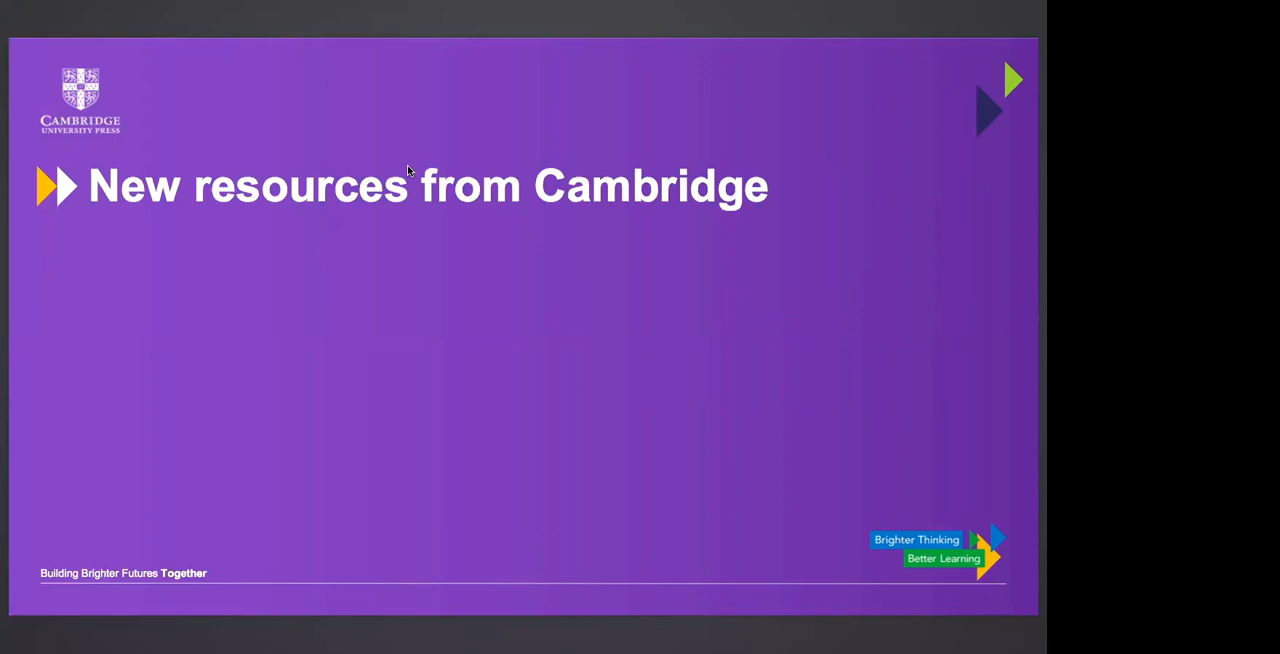 CAMBRIDGE
UNIVERSITY PRESS
New resources from Cambridge
Brighter Thinking
Better Learning
Building Brighter Futures Together